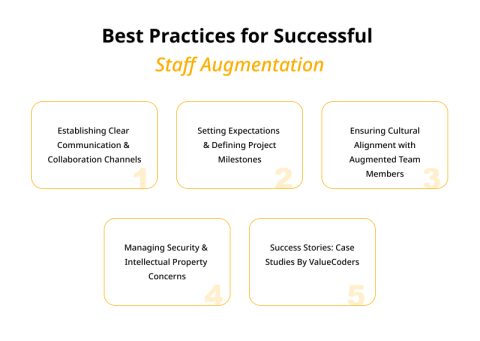 Best Practices for Successful
Staff Augmentation
Establishing Clear
Communication &
Collaboration Channels
1
Setting Expectations
& Defining Project
Milestones
2
Ensuring Cultural
Alignment with
Augmented Team
Members
3
Managing Security &
Intellectual Property
Concerns
4
Success Stories: Case
Studies By ValueCoders
5